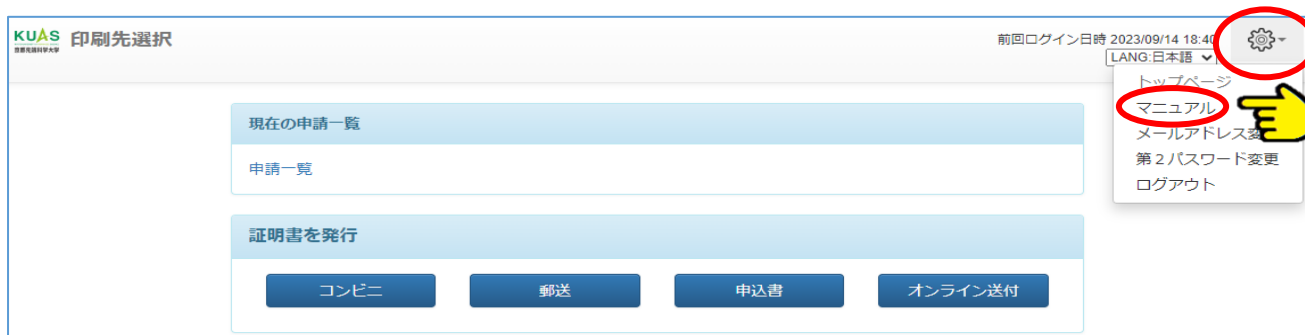 KUAS 印刷先選択
京都先端科学大学
前回ログイン日時 2023/09/14 18:40
LANG:日本語
トップページ
マニュアル
メールアドレス変
第２パスワード変更
ログアウト
現在の申請一覧
申請一覧
証明書を発行
コンビニ
郵送
申込書
オンライン送付